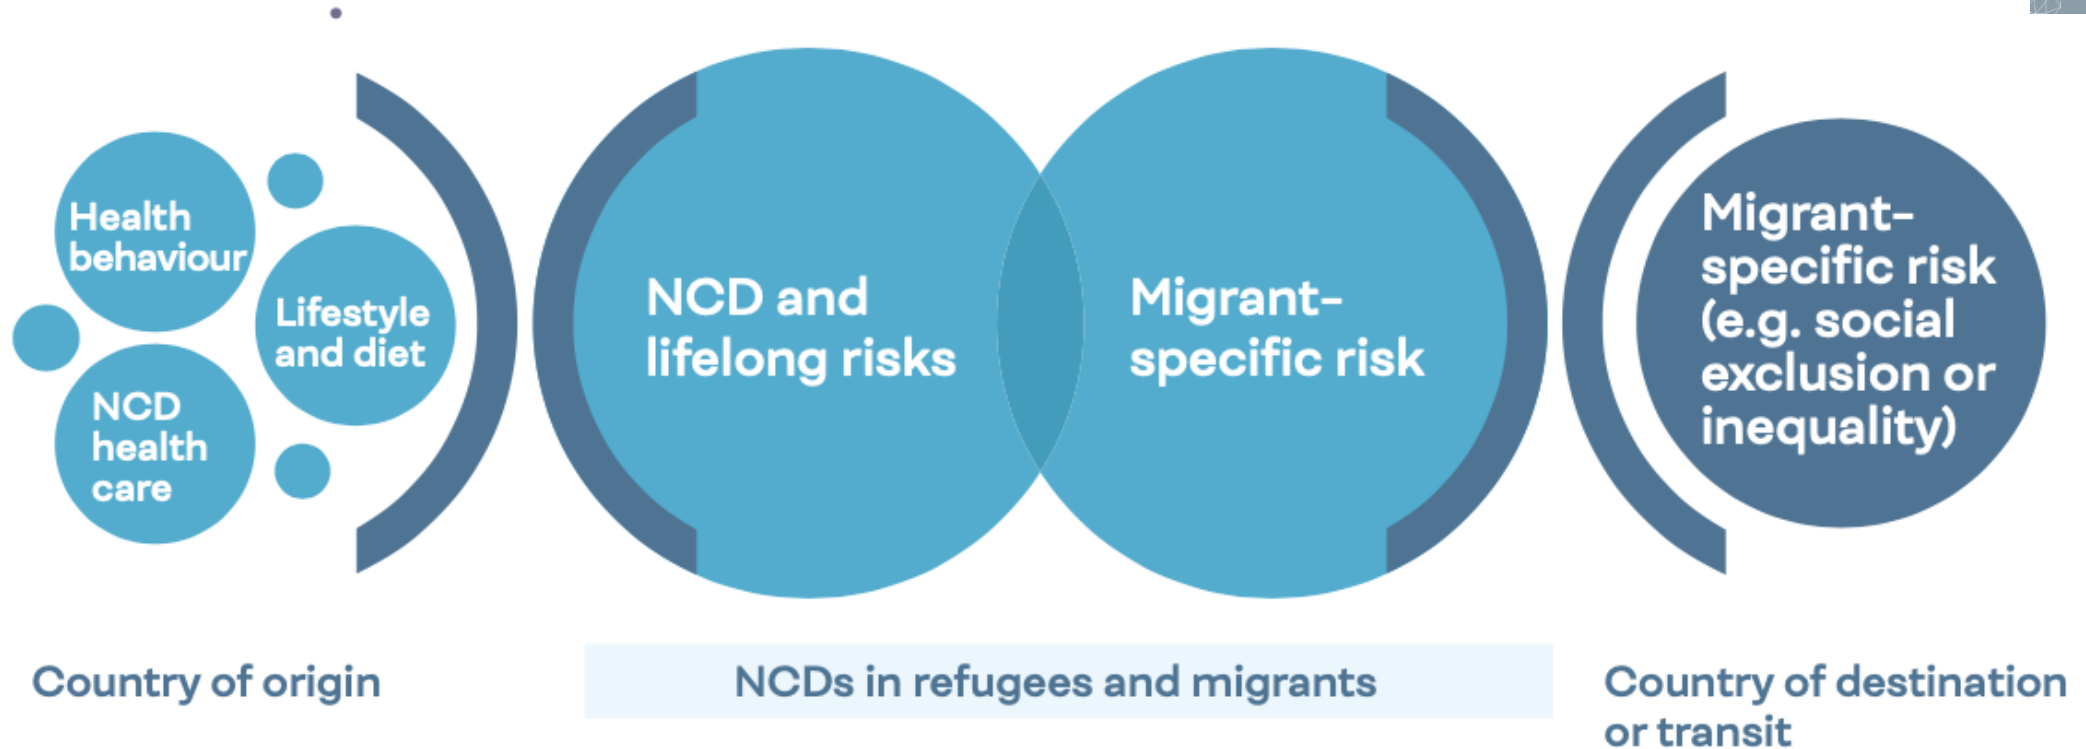 Health
behaviour
Lifestyle
and diet
NCD
health
care
NCD and
lifelong risks
Migrant-
specific risk
Migrant-
specific risk
(e.g. social
exclusion or
inequality)
Country of origin
NCDs in refugees and migrants
Country of destination
or transit